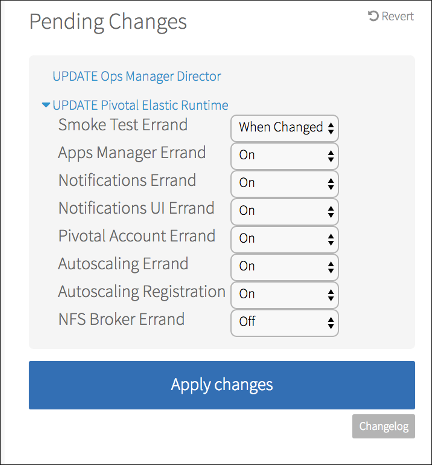 Pending Changes
Revert
UPDATE Ops Manager Director
UPDATE Pivotal Elastic Runtime
Smoke Test Errand When Changed
Apps Manager Errand On
Notifications Errand On
Notifications UI Errand On
Pivotal Account Errand On
Autoscaling Errand On
Autoscaling Registration On
NFS Broker Errand Off
Apply changes
Changelog